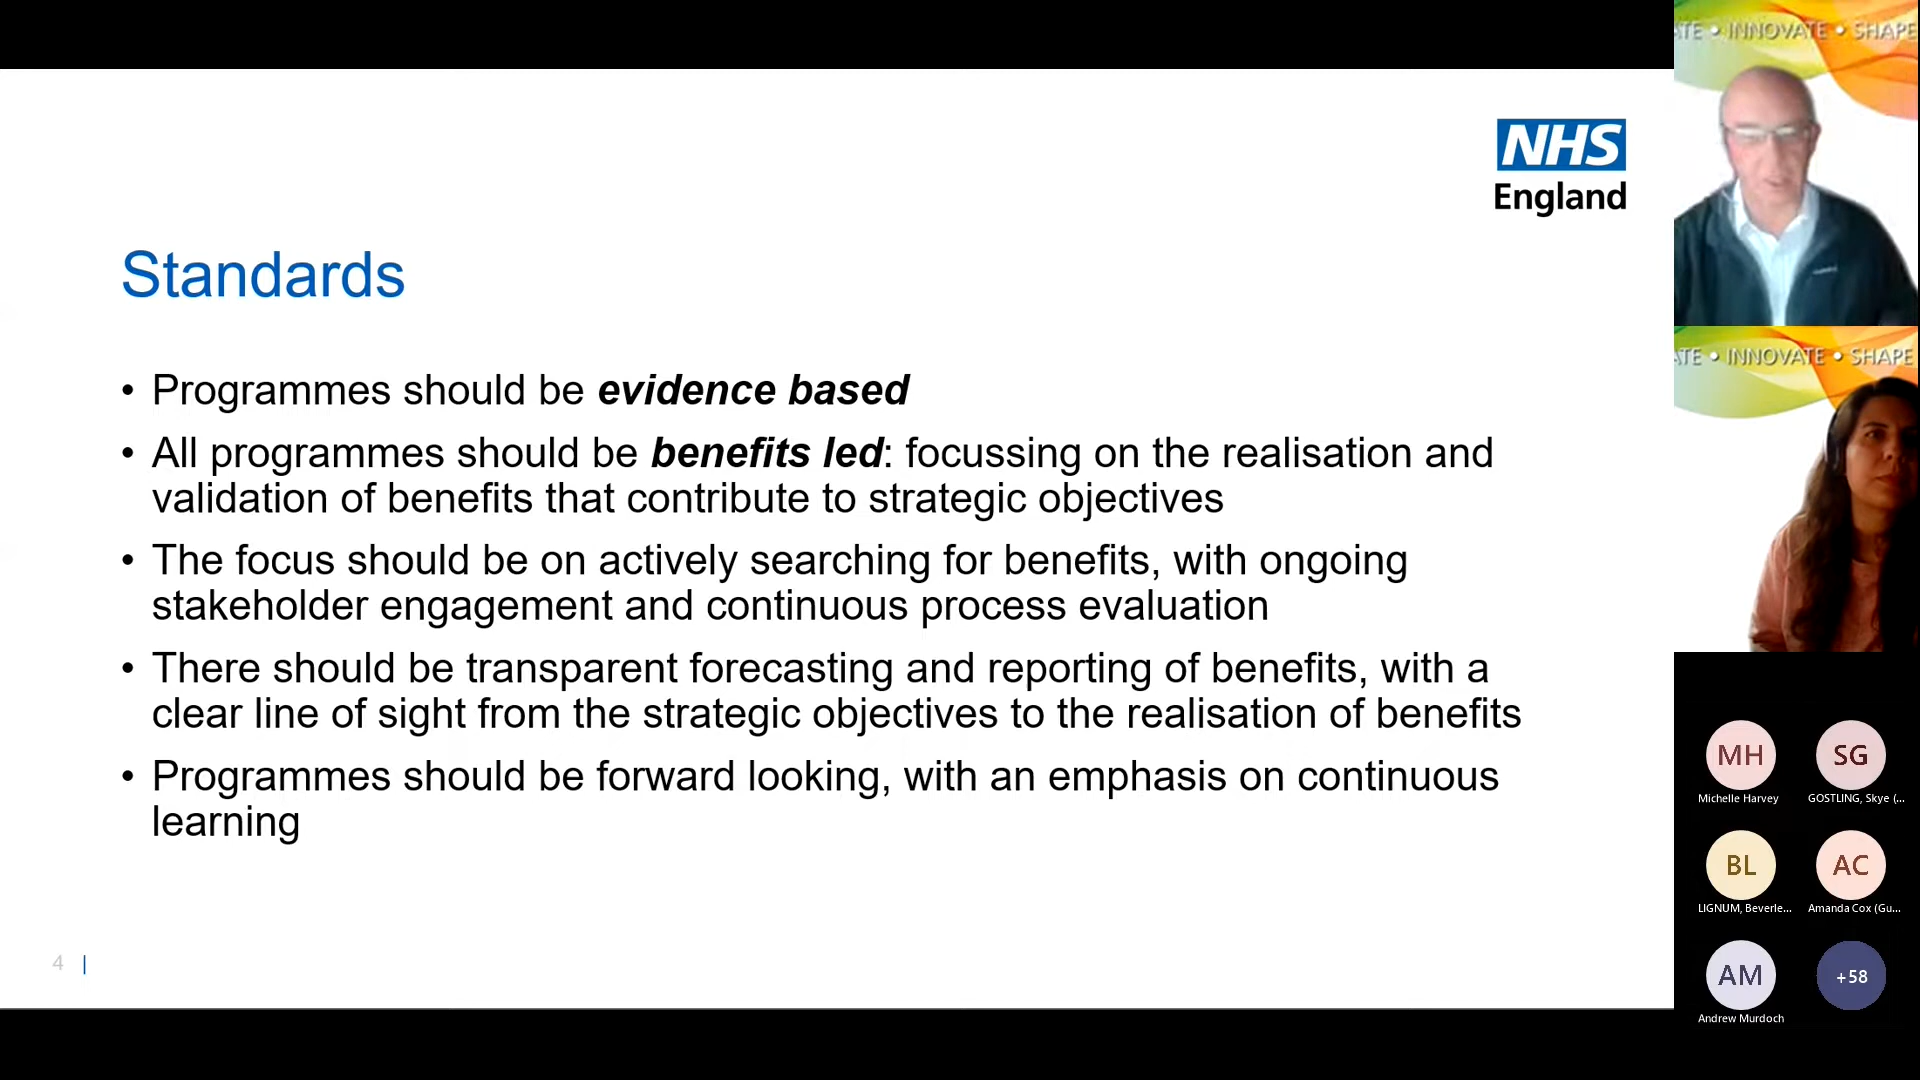 NHS
England
Standards
• Programmes should be evidence based
• All programmes should be benefits led: focussing on the realisation and
validation of benefits that contribute to strategic objectives
• The focus should be on actively searching for benefits, with ongoing
stakeholder engagement and continuous process evaluation
• There should be transparent forecasting and reporting of benefits, with a
clear line of sight from the strategic objectives to the realisation of benefits
• Programmes should be forward looking, with an emphasis on continuous
learning
4 |
ATE • INNOVATE • SHAPE
ATE • INNOVATE • SHAPE
MH
Michelle Harvey
SG
GOSTLING, Skye (...
BL
LIGNUM, Beverle...
AC
Amanda Cox (Gu...
AM
Andrew Murdoch
+58